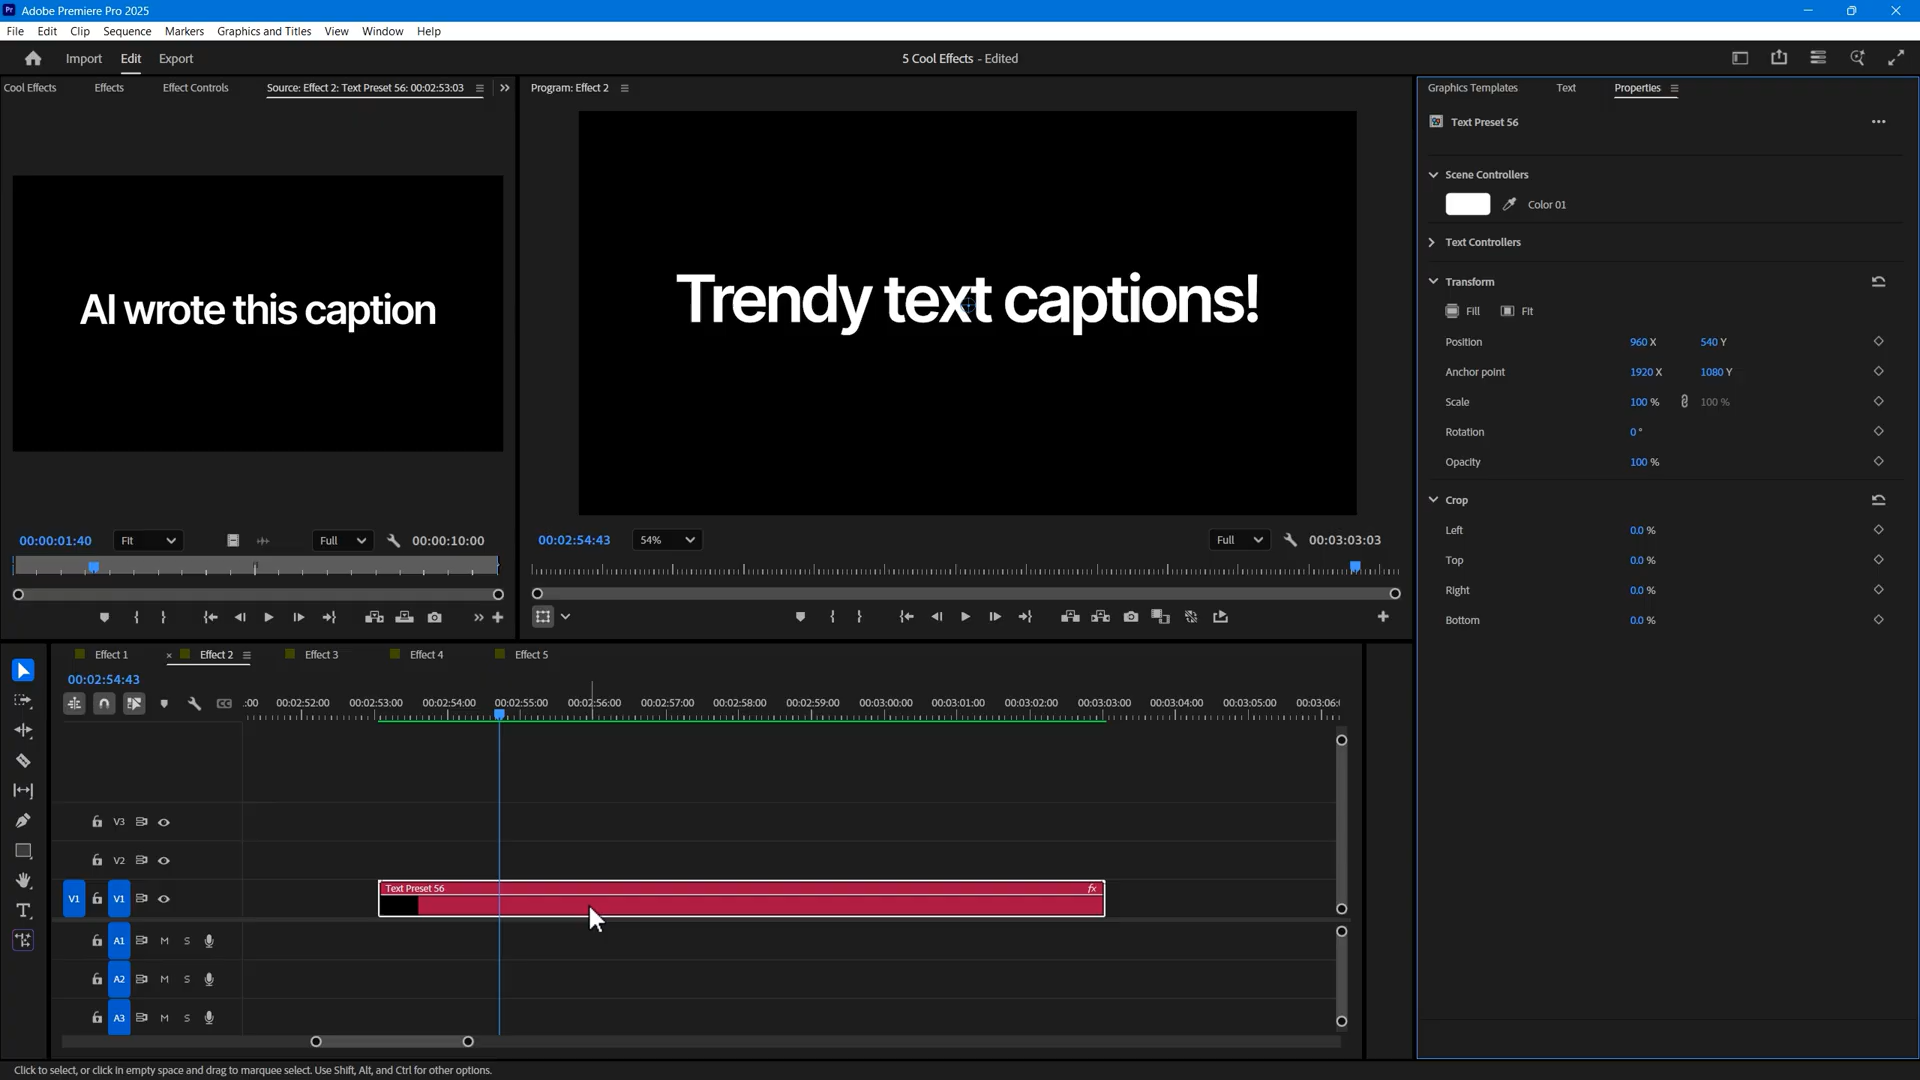 Adobe Premiere Pro 2025
File Edit Clip Sequence Markers Graphics and Titles View Window Help
Import Edit Export
5 Cool Effects - Edited
Cool Effects Effects Effect Controls Source: Effect 2: Text Preset 56: 00:02:53:03
Program: Effect 2
Graphics Templates Text Properties
Text Preset 56
Scene Controllers
Color 01
Text Controllers
Transform
Fill Fit
Position 960 X 540 Y
Anchor point 1920 X 1080 Y
Scale 100 % 100 %
Rotation 0 °
Opacity 100 %
Crop
Left 0.0 %
Top 0.0 %
Right 0.0 %
Bottom 0.0 %
AI wrote this caption
Trendy text captions!
00:00:01:40 Fit Full 00:00:10:00
00:02:54:43 54% Full 00:03:03:03
Effect 1 × Effect 2 Effect 3 Effect 4 Effect 5
00:02:54:43
:00 00:02:52:00 00:02:53:00 00:02:54:00 00:02:55:00 00:02:56:00 00:02:57:00 00:02:58:00 00:02:59:00 00:03:00:00 00:03:01:00 00:03:02:00 00:03:03:00 00:03:04:00 00:03:05:00 00:03:06:
V3
V2
V1 V1
Text Preset 56 fx
A1 M S
A2 M S
A3 M S
Click to select, or click in empty space and drag to marquee select. Use Shift, Alt, and Ctrl for other options.